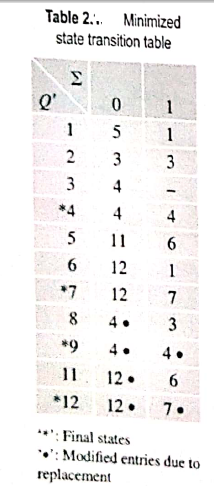 Table 2. Minimized
state transition table
Σ
Q' 0 1
1 5 1
2 3 3
3 4 –
*4 4 4
5 11 6
6 12 1
*7 12 7
8 4• 3
*9 4• 4•
11 12• 6
*12 12• 7•
'*': Final states
'•': Modified entries due to
replacement